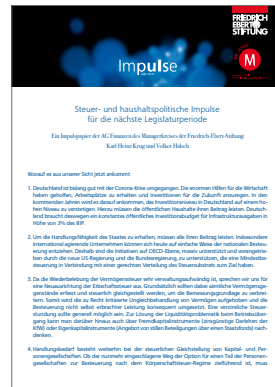 FRIEDRICH
EBERT
STIFTUNG
M
Impulse
Steuer- und haushaltspolitische Impulse
für die nächste Legislaturperiode
Ein Impulspapier der AG Finanzen des Managerkreises der Friedrich-Ebert-Stiftung
Karl Heinz Krug und Volker Halsch
Worauf es aus unserer Sicht jetzt ankommt
1. Deutschland ist bislang gut mit der Corona-Krise umgegangen. Die enormen Hilfen für die Wirtschaft
haben geholfen, Arbeitsplätze zu erhalten und Investitionen für die Zukunft anzuregen. In den
kommenden Jahren wird es darauf ankommen, das Investitionsniveau in Deutschland auf einem ho-
hen Niveau zu verstetigen. Hierzu müssen die öffentlichen Haushalte ihren Beitrag leisten. Deutsch-
land braucht deswegen ein konstantes öffentliches Investitionsbudget für Infrastrukturausgaben in
Höhe von 3% des BIP.
2. Um die Handlungsfähigkeit des Staates zu erhalten, müssen alle ihren Beitrag leisten. Insbesondere
international agierende Unternehmen können sich heute auf einfache Weise der nationalen Besteu-
erung entziehen. Deshalb sind die Initiativen auf OECD-Ebene, massiv unterstützt und vorangetrie-
ben durch die neue US-Regierung und die Bundesregierung, zu unterstützen, die eine Mindestbe-
steuerung in Verbindung mit einer gerechten Verteilung des Steuersubstrats zum Ziel haben.
3. Da die Wiederbelebung der Vermögensteuer sehr verwaltungsaufwändig ist, sprechen wir uns für
eine Neuausrichtung der Erbschaftsteuer aus. Grundsätzlich sollten dabei sämtliche Vermögensge-
genstände erfasst und steuerlich gleichgestellt werden, um die Bemessungsgrundlage zu verbrei-
tern. Somit wird die zu Recht kritisierte Ungleichbehandlung von Vermögen aufgehoben und die
Besteuerung nicht selbst erbrachter Leistung konsequent umgesetzt. Eine verzinsliche Steuer-
stundung sollte generell möglich sein. Zur Lösung der Liquiditätsproblematik beim Betriebsüber-
gang kann man darüber hinaus auch über Fremdkapitalinstrumente (zinsgünstige Darlehen der
KfW) oder Eigenkapitalinstrumente (Angebot von stillen Beteiligungen über einen Staatsfonds) nach-
denken.
4. Handlungsbedarf besteht weiterhin bei der steuerlichen Gleichstellung von Kapital- und Per-
sonengesellschaften. Ob der nunmehr eingeschlagene Weg der Option für einen Teil der Personen-
gesellschaften zur Besteuerung nach dem Körperschaftsteuer-Regime zielführend ist, muss